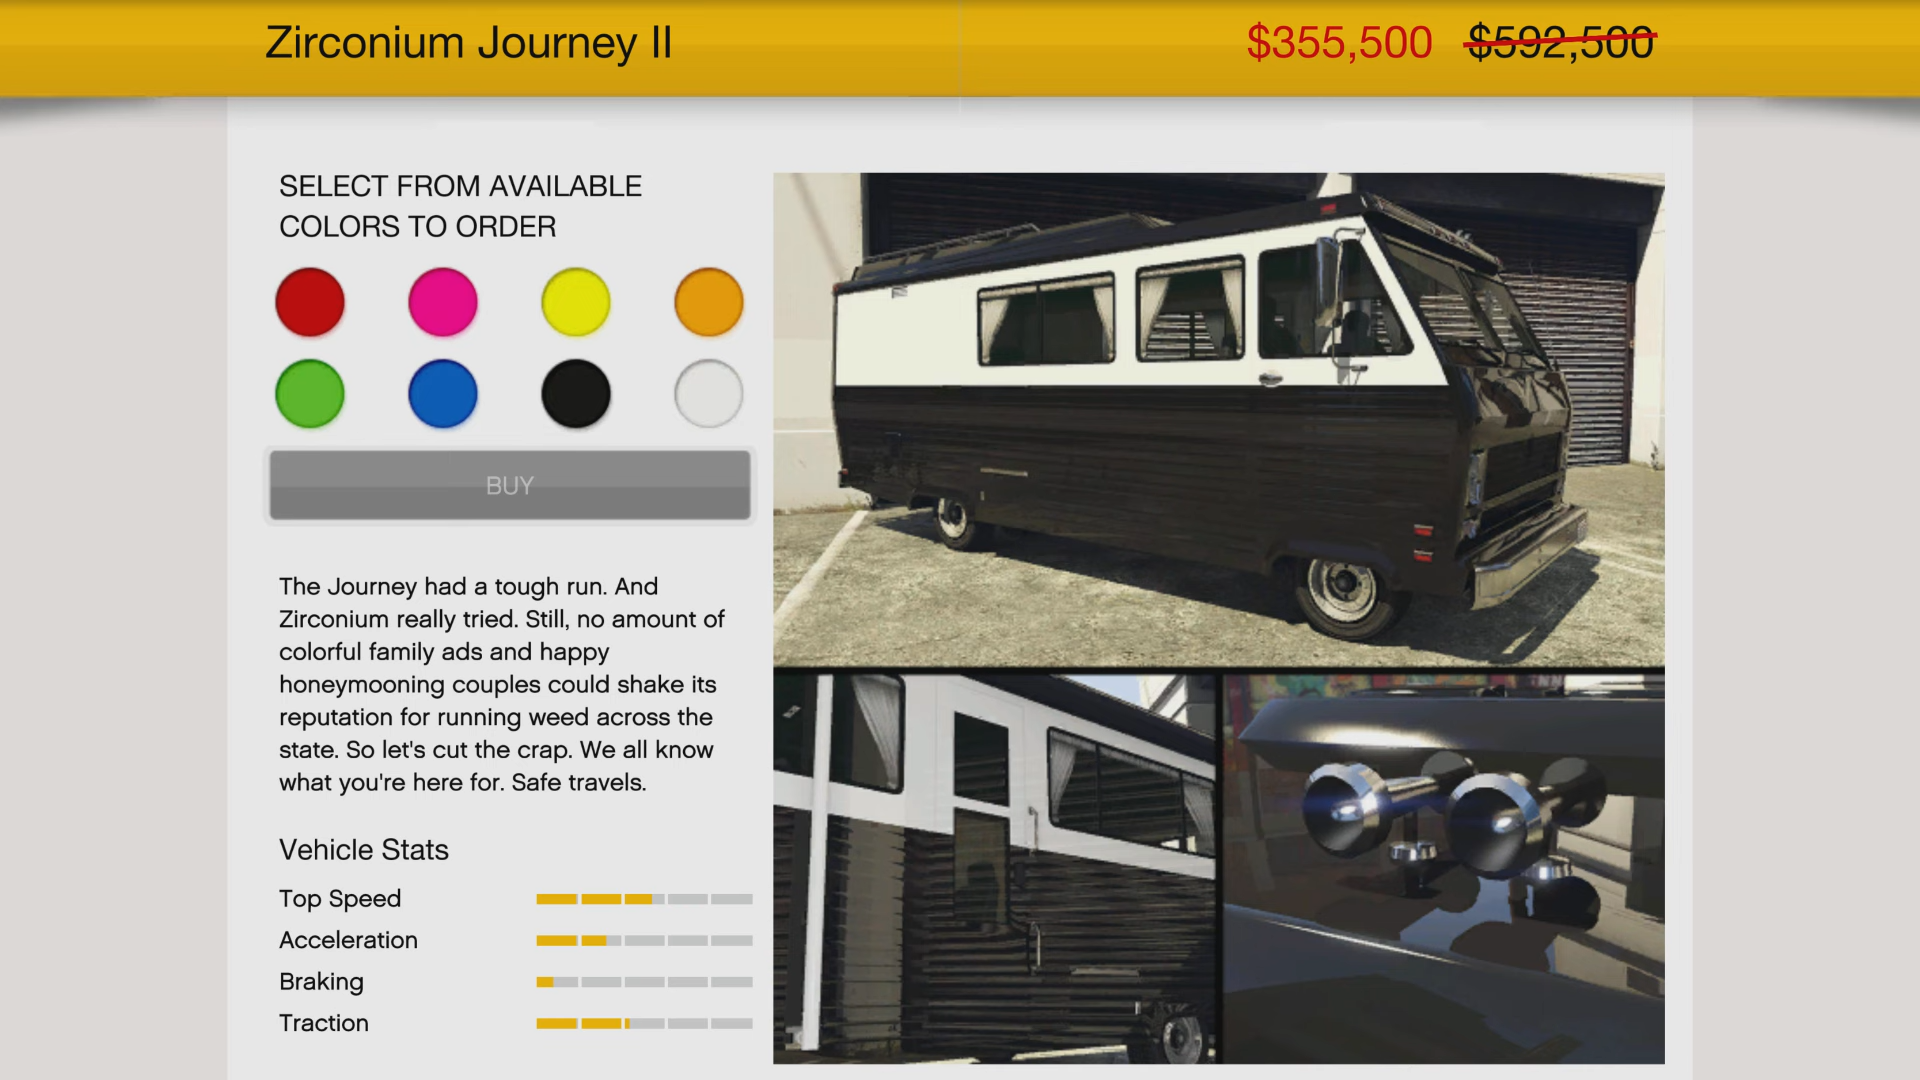 Zirconium Journey II
$355,500 $592,500
SELECT FROM AVAILABLE
COLORS TO ORDER
BUY
The Journey had a tough run. And
Zirconium really tried. Still, no amount of
colorful family ads and happy
honeymooning couples could shake its
reputation for running weed across the
state. So let's cut the crap. We all know
what you're here for. Safe travels.
Vehicle Stats
Top Speed
Acceleration
Braking
Traction